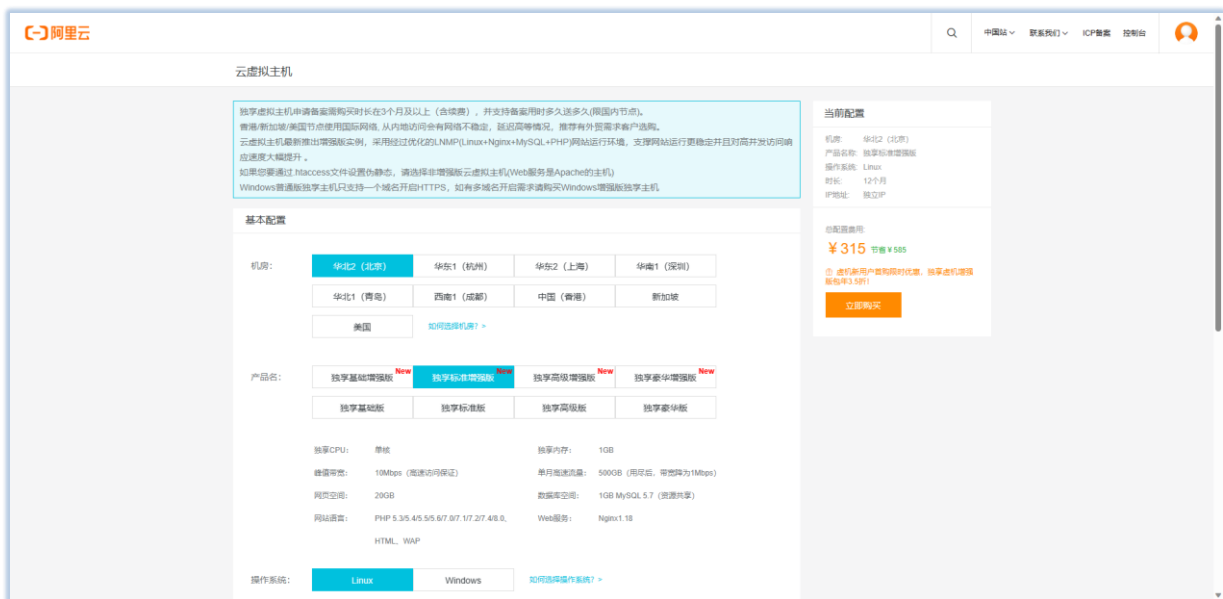 阿里云
中国站
联系我们
ICP备案
控制台
云虚拟主机
独享虚拟主机申请备案需购买时长在3个月及以上（含续费），并支持备案用时多久送多久(限国内节点)。
香港/新加坡/美国节点使用国际网络, 从内地访问会有网络不稳定，延迟高等情况，推荐有外贸需求客户选购。
云虚拟主机最新推出增强版实例，采用经过优化的LNMP(Linux+Nginx+MySQL+PHP)网站运行环境，支撑网站运行更稳定并且对高并发访问响
应速度大幅提升 。
如果您要通过.htaccess文件设置伪静态，请选择非增强版云虚拟主机(Web服务是Apache的主机)
Windows普通版独享主机只支持一个域名开启HTTPS，如有多域名开启需求请购买Windows增强版独享主机
基本配置
机房：
华北2（北京）
华东1（杭州）
华东2（上海）
华南1（深圳）
华北1（青岛）
西南1（成都）
中国（香港）
新加坡
美国
如何选择机房？>
产品名：
独享基础增强版 New
独享标准增强版 New
独享高级增强版 New
独享豪华增强版 New
独享基础版
独享标准版
独享高级版
独享豪华版
独享CPU： 单核
独享内存： 1GB
峰值带宽： 10Mbps（高速访问保证）
单月高速流量： 500GB（用尽后，带宽降为1Mbps）
网页空间： 20GB
数据库空间： 1GB MySQL 5.7（资源共享）
网站语言： PHP 5.3/5.4/5.5/5.6/7.0/7.1/7.2/7.4/8.0,
HTML，WAP
Web服务： Nginx1.18
操作系统：
Linux
Windows
如何选择操作系统？>
当前配置
机房: 华北2（北京）
产品名称: 独享标准增强版
操作系统: Linux
时长: 12个月
IP地址: 独立IP
总配置费用:
￥315 节省￥585
虚机新用户首购限时优惠，独享虚机增强
版包年3.5折!
立即购买